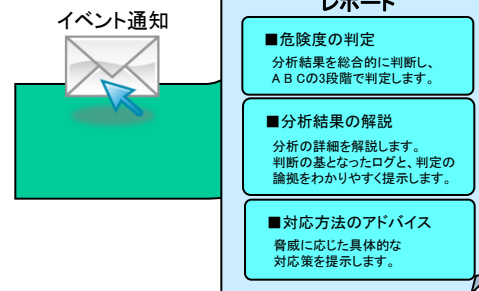 イベント通知
レポート
■危険度の判定
分析結果を総合的に判断し、
ＡＢＣの3段階で判定します。
■分析結果の解説
分析の詳細を解説します。
判断の基となったログと、判定の
論拠をわかりやすく提示します。
■対応方法のアドバイス
脅威に応じた具体的な
対応策を提示します。